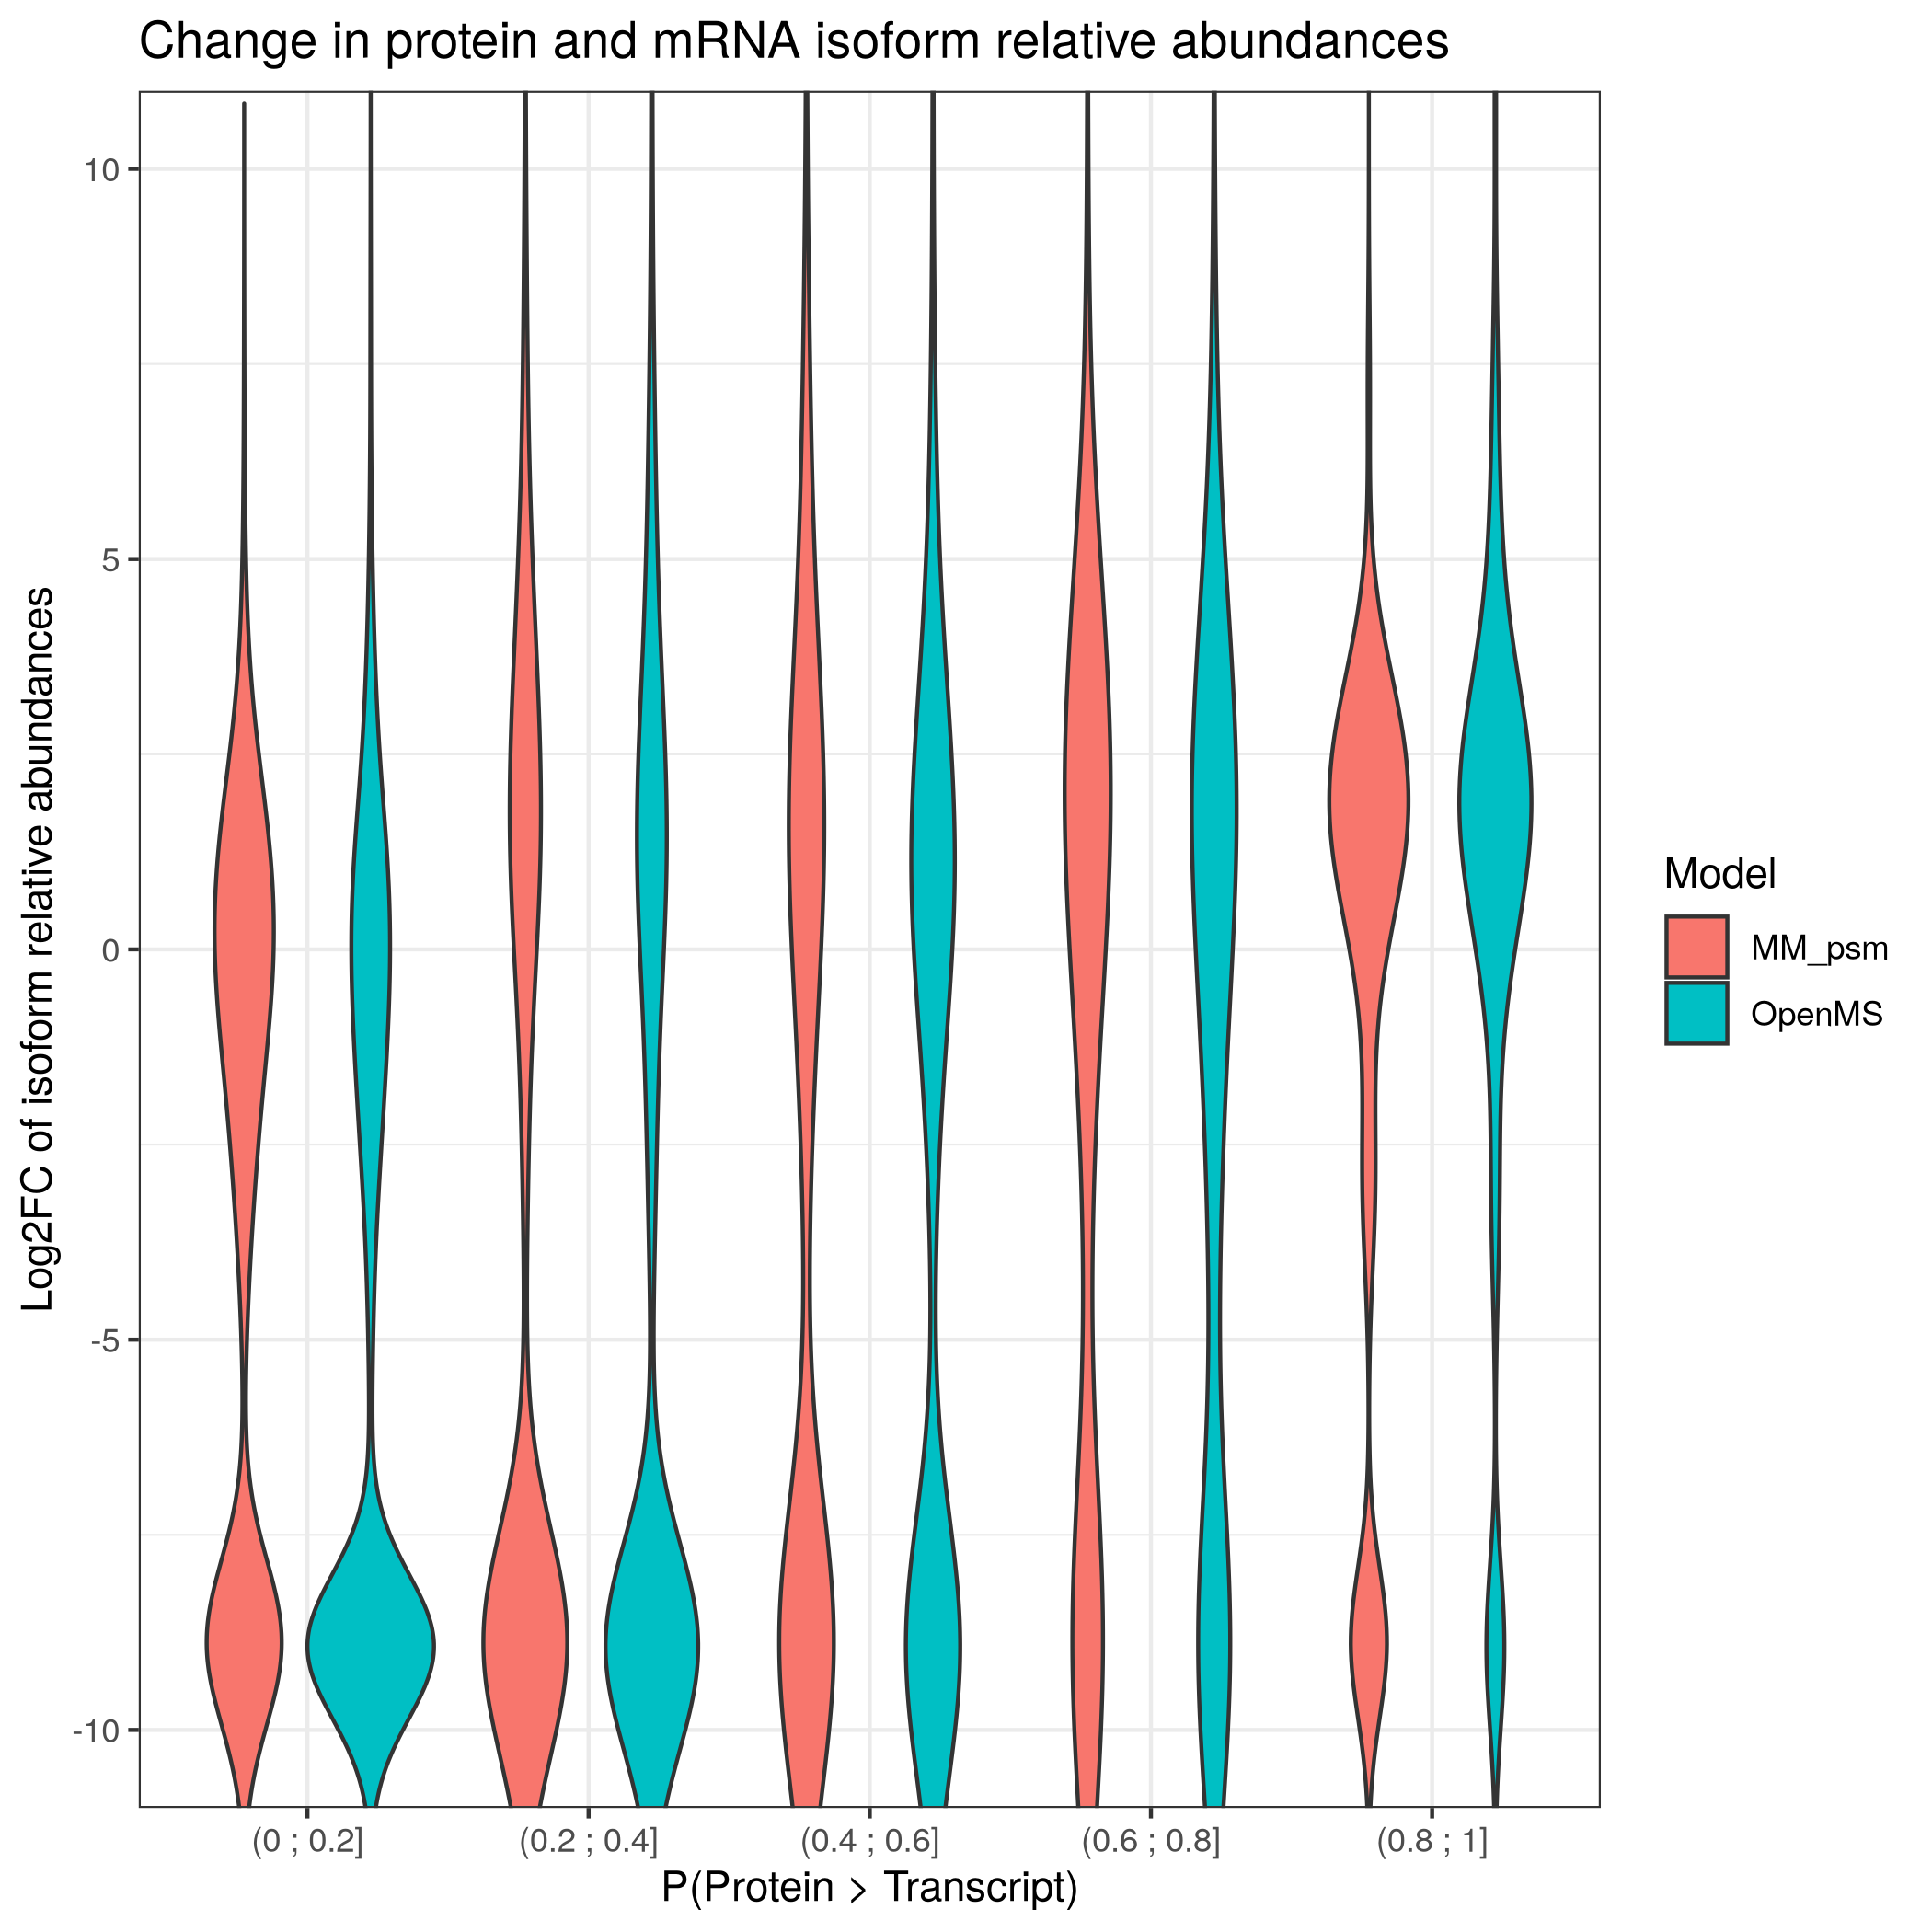 Change in protein and mRNA isoform relative abundances
Log2FC of isoform relative abundances
10
5
0
-5
-10
(0 ; 0.2]
(0.2 ; 0.4]
(0.4 ; 0.6]
(0.6 ; 0.8]
(0.8 ; 1]
P(Protein > Transcript)
Model
MM_psm
OpenMS